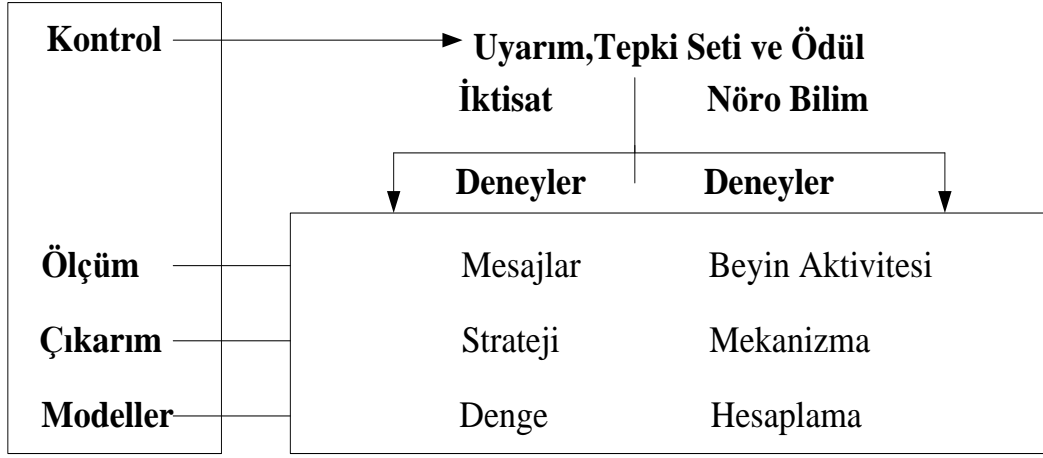 Kontrol Uyarım,Tepki Seti ve Ödül
İktisat Nöro Bilim
Deneyler Deneyler
Ölçüm Mesajlar Beyin Aktivitesi
Çıkarım Strateji Mekanizma
Modeller Denge Hesaplama